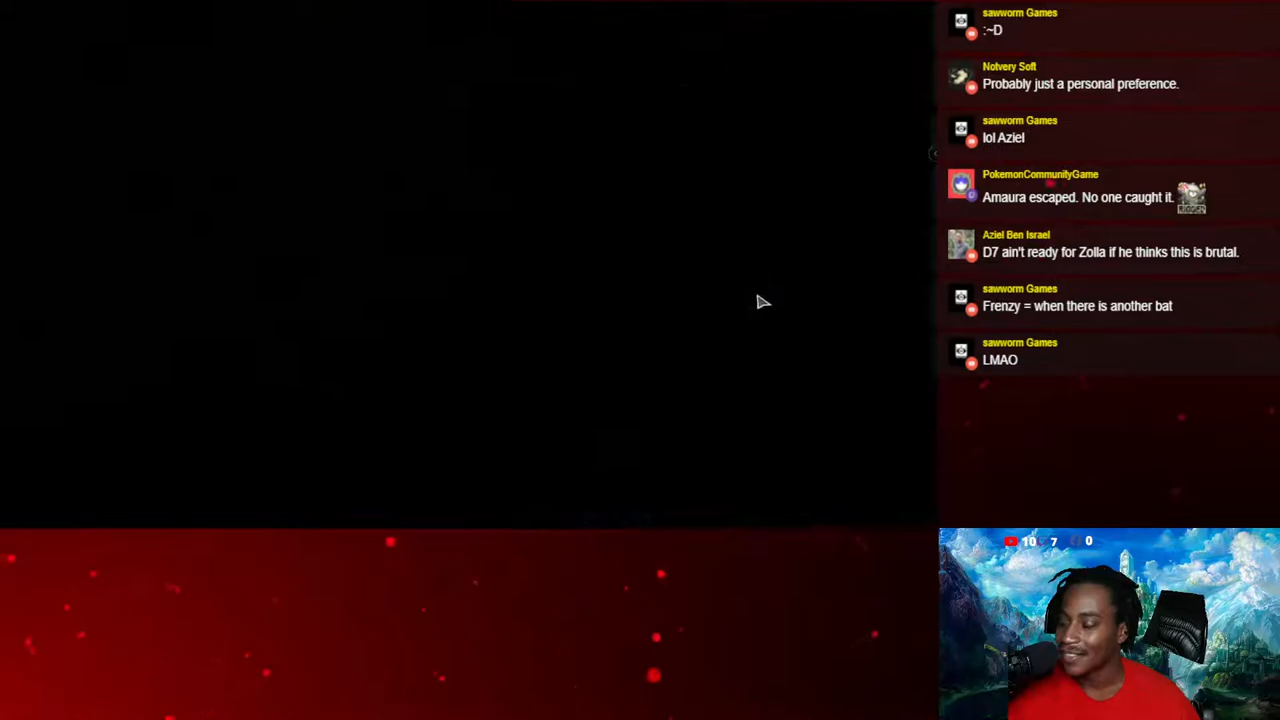 sawworm Games
:~D
Notvery Soft
Probably just a personal preference.
sawworm Games
lol Aziel
PokemonCommunityGame
Amaura escaped. No one caught it.
Aziel Ben Israel
D7 ain't ready for Zolla if he thinks this is brutal.
sawworm Games
Frenzy = when there is another bat
sawworm Games
LMAO
10 7 0